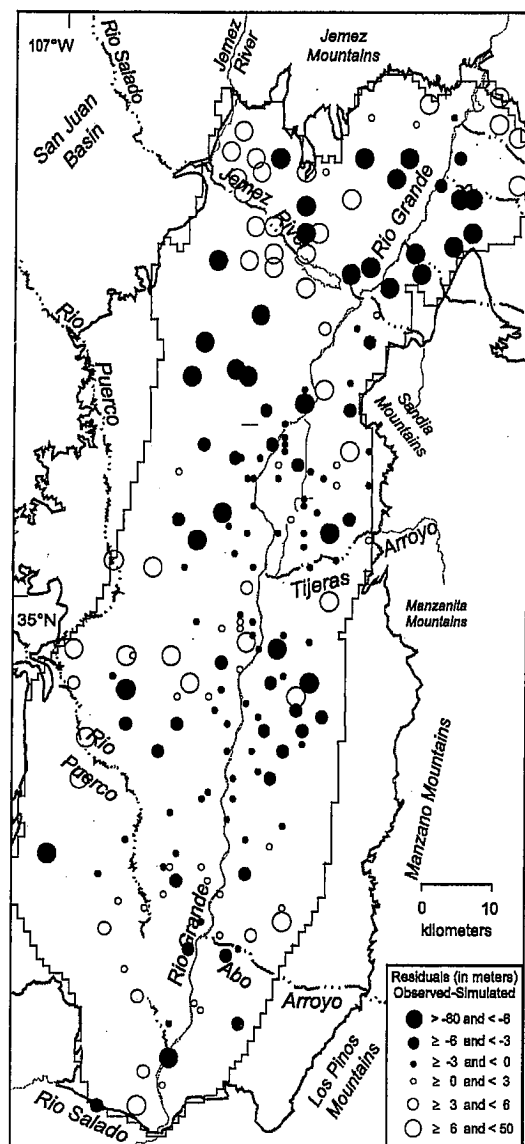 107°W
Rio Salado
Jemez
River
Jemez
Mountains
San Juan
Basin
Jemez River
Rio Grande
Rio
Puerco
Sandia
Mountains
Arroyo
Tijeras
35°N
Manzanita
Mountains
Rio
Puerco
Manzano Mountains
Rio Grande
0 10
kilometers
Abo
Arroyo
Los Pinos
Mountains
Rio Salado
Residuals (in meters)
Observed-Simulated
> -80 and < -6
≥ -6 and < -3
≥ -3 and < 0
≥ 0 and < 3
≥ 3 and < 6
≥ 6 and < 50